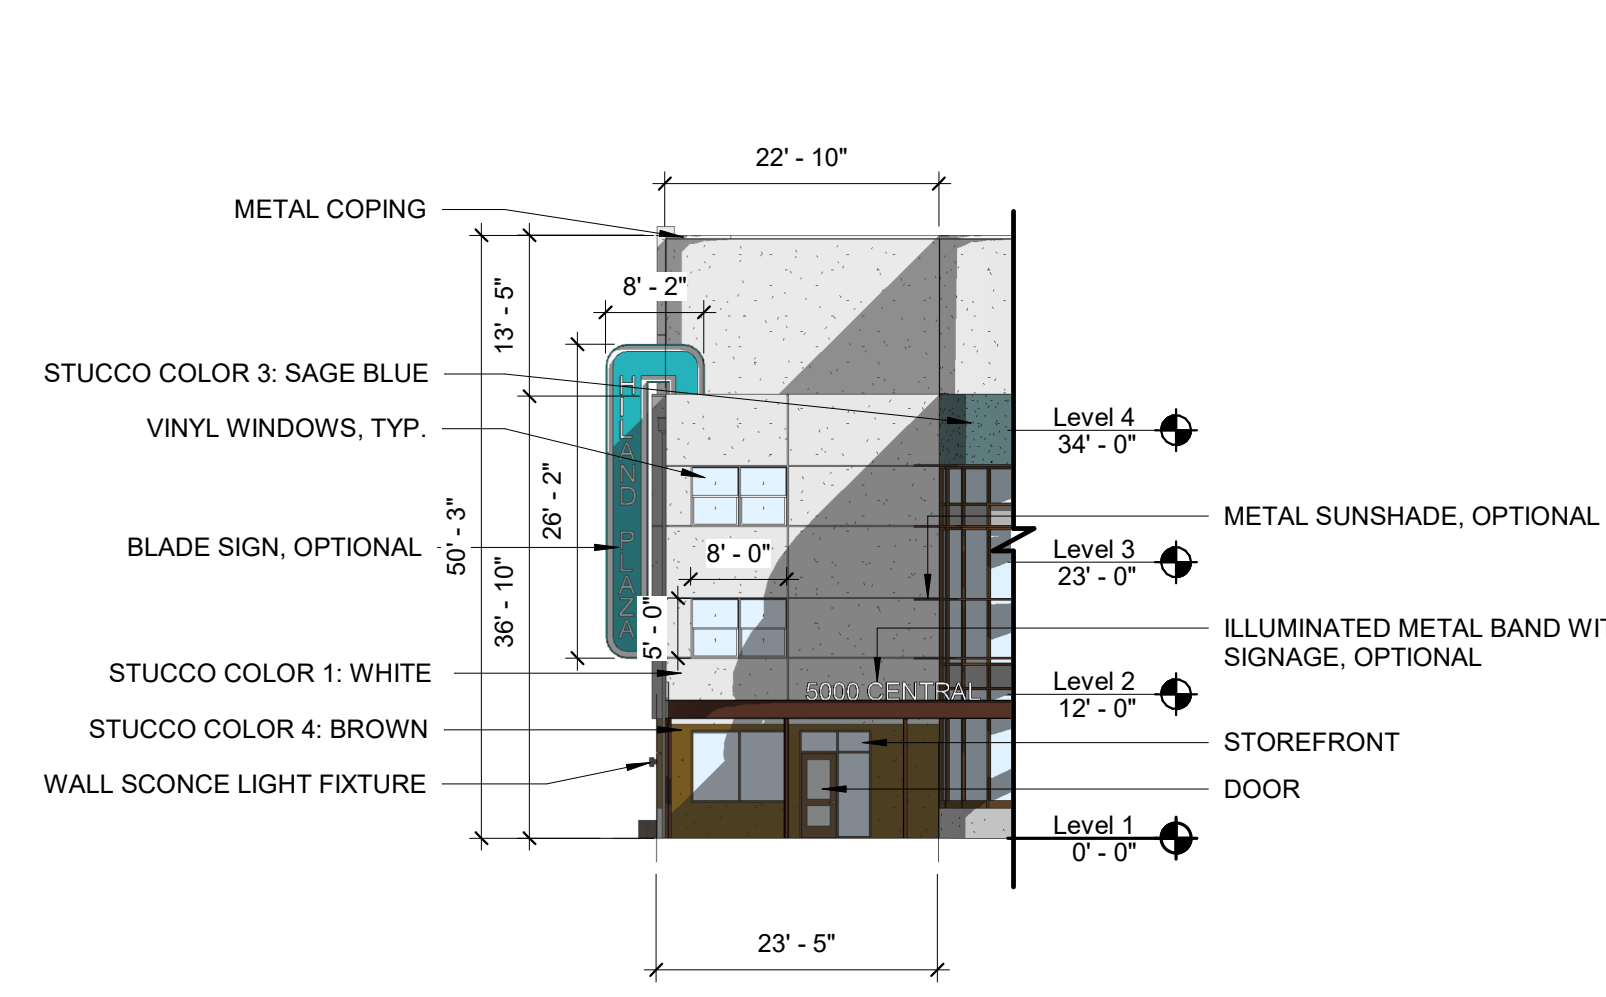 22' - 10"
METAL COPING
8' - 2"
13' - 5"
STUCCO COLOR 3: SAGE BLUE
VINYL WINDOWS, TYP.
HILAND PLAZA
Level 4
34' - 0"
26' - 2"
50' - 3"
METAL SUNSHADE, OPTIONAL
BLADE SIGN, OPTIONAL
8' - 0"
Level 3
23' - 0"
36' - 10"
5' - 0"
ILLUMINATED METAL BAND WIT
SIGNAGE, OPTIONAL
STUCCO COLOR 1: WHITE
5000 CENTRAL
Level 2
12' - 0"
STUCCO COLOR 4: BROWN
STOREFRONT
WALL SCONCE LIGHT FIXTURE
DOOR
Level 1
0' - 0"
23' - 5"